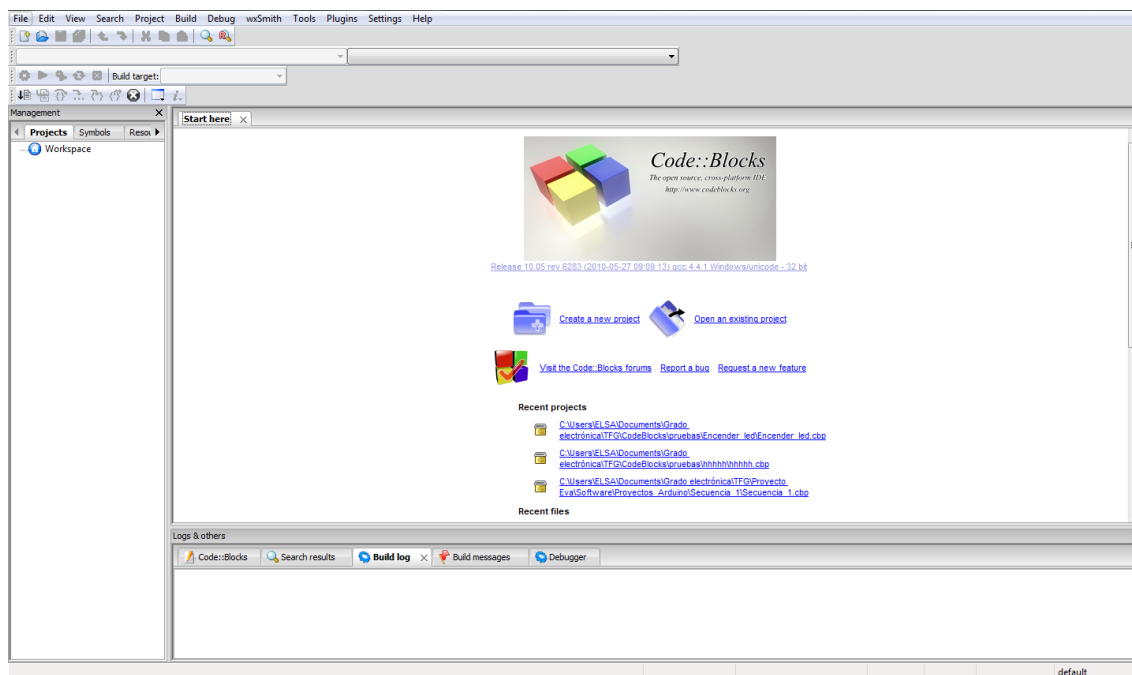 File Edit View Search Project Build Debug wxSmith Tools Plugins Settings Help
Build target:
Management
Start here
Projects Symbols Resou
Workspace
Code::Blocks
The open source, cross-platform IDE
http://www.codeblocks.org
Release 10.05 rev 6283 (2010-05-27 09:09:13) gcc 4.4.1 Windows/unicode - 32 bit
Create a new project Open an existing project
Visit the Code::Blocks forums Report a bug Request a new feature
Recent projects
C:\Users\ELSA\Documents\Grado
electrónica\TFG\CodeBlocks\pruebas\Encender_led\Encender_led.cbp
C:\Users\ELSA\Documents\Grado
electrónica\TFG\CodeBlocks\pruebas\hhhhh\hhhhh.cbp
C:\Users\ELSA\Documents\Grado electrónica\TFG\Proyecto
Eva\Software\Proyectos_Arduino\Secuencia_1\Secuencia_1.cbp
Recent files
Logs & others
Code::Blocks Search results Build log Build messages Debugger
default